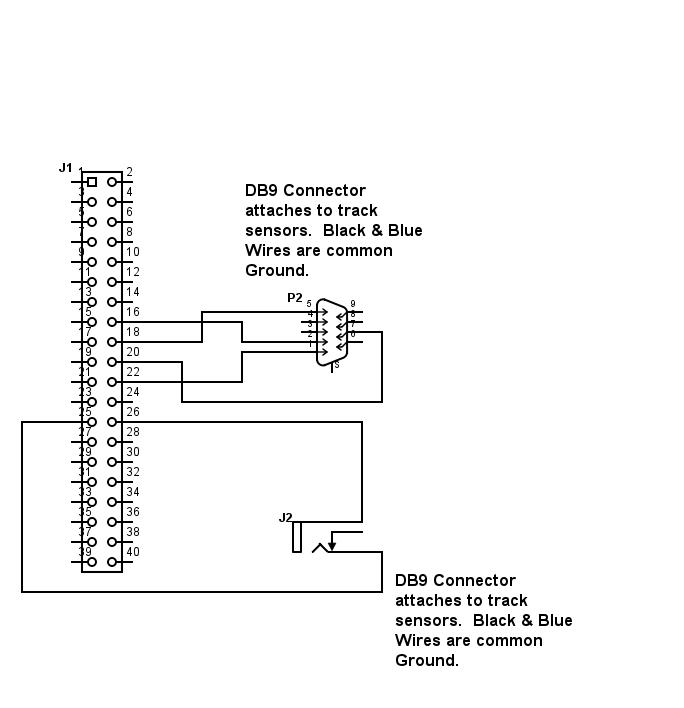 J1
1 2
3 4
5 6
7 8
9 10
11 12
13 14
15 16
17 18
19 20
21 22
23 24
25 26
27 28
29 30
31 32
33 34
35 36
37 38
39 40
DB9 Connector
attaches to track
sensors. Black & Blue
Wires are common
Ground.
P2
5 9
4 8
3 7
2 6
1
S
J2
DB9 Connector
attaches to track
sensors. Black & Blue
Wires are common
Ground.